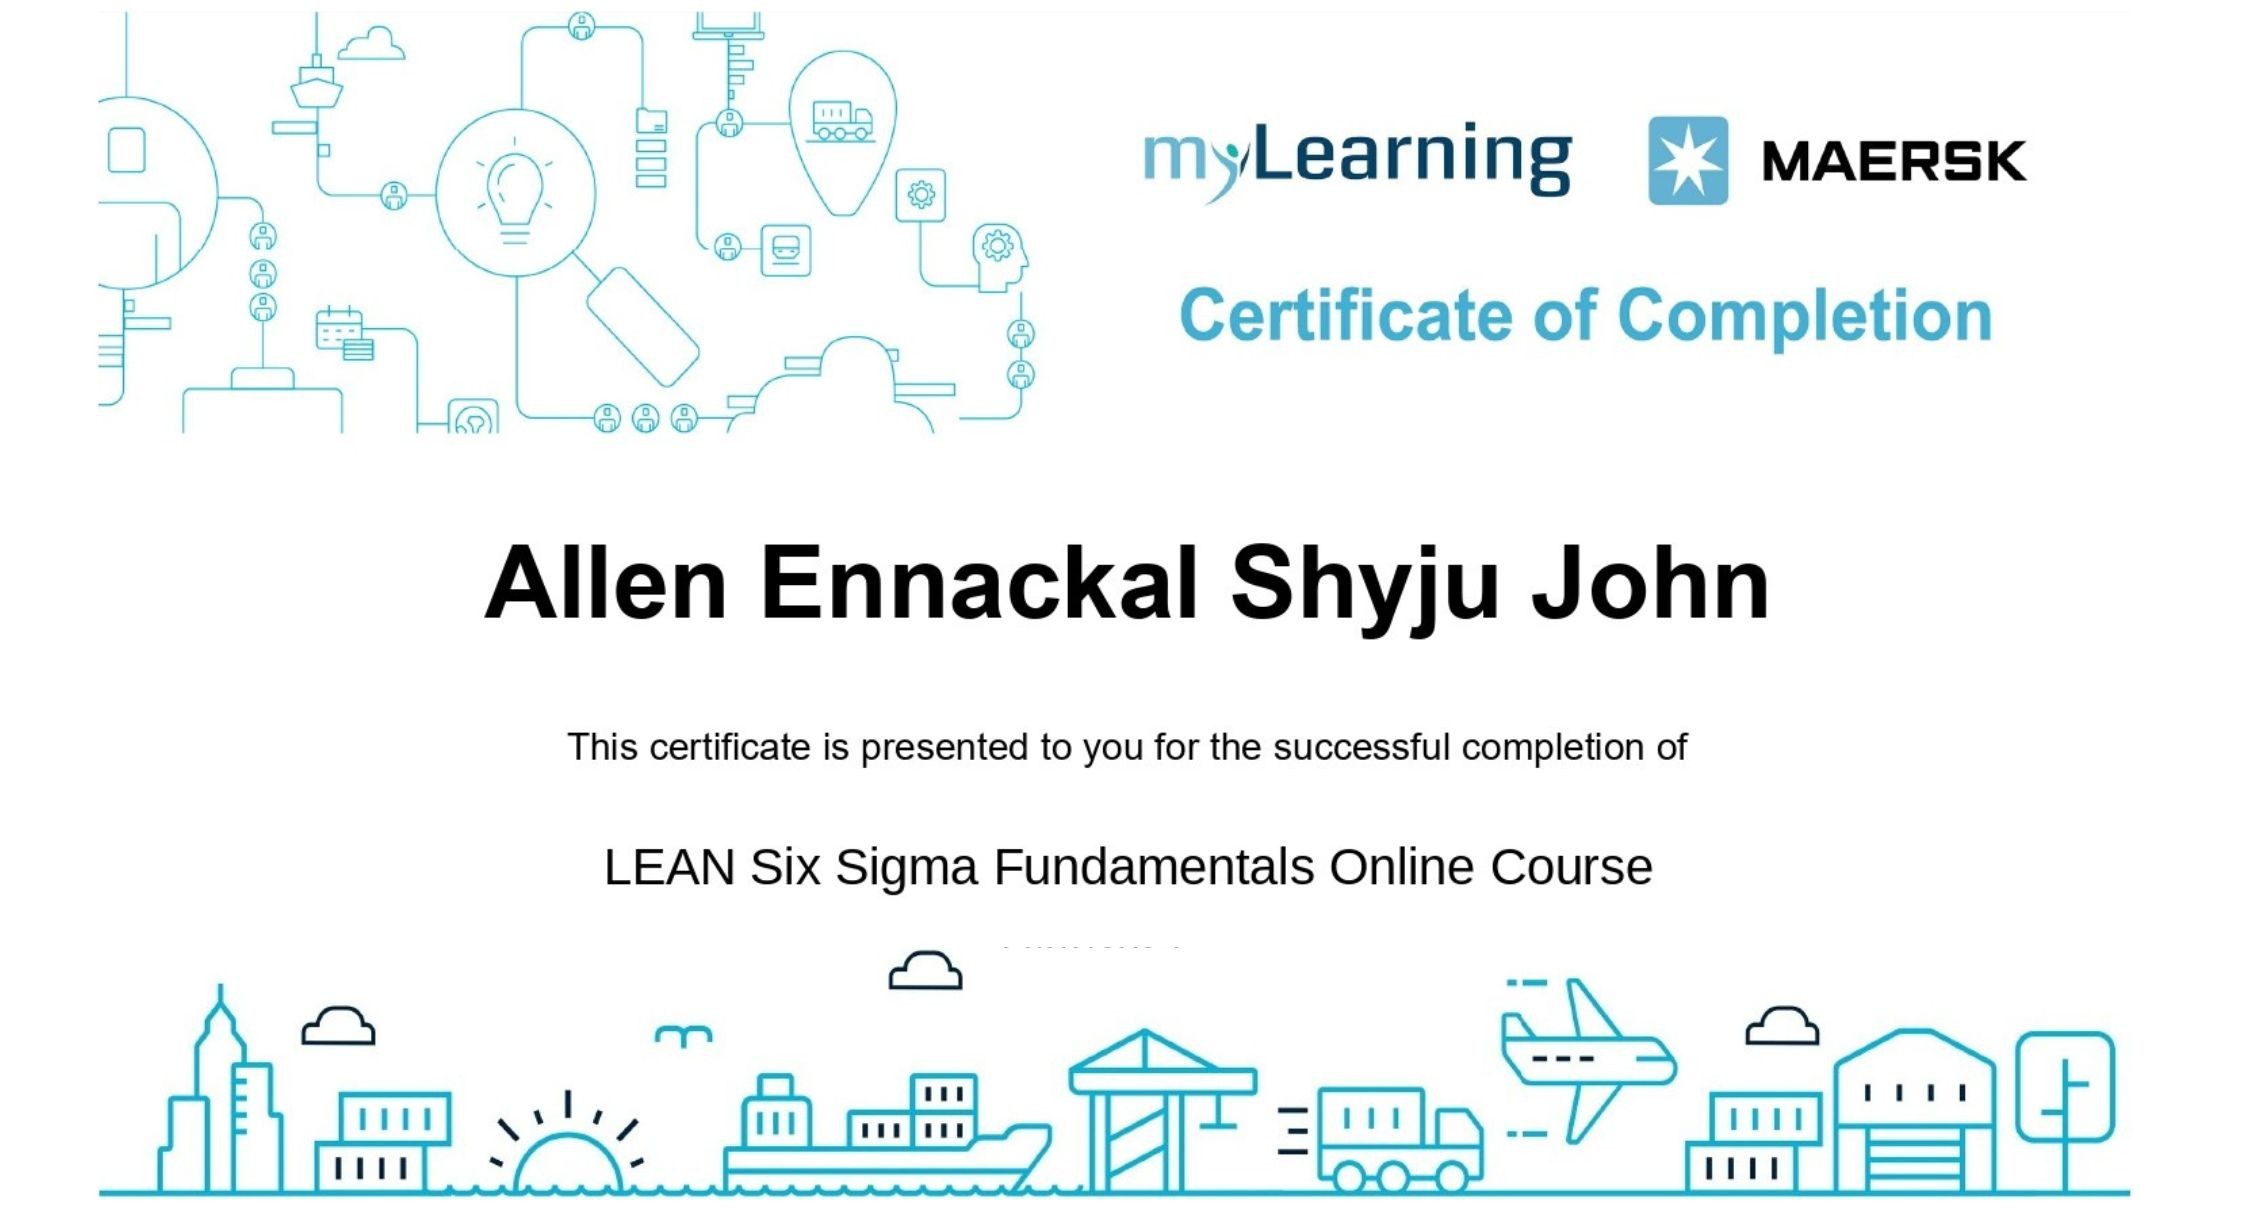 myLearning MAERSK
Certificate of Completion
Allen Ennackal Shyju John
This certificate is presented to you for the successful completion of
LEAN Six Sigma Fundamentals Online Course